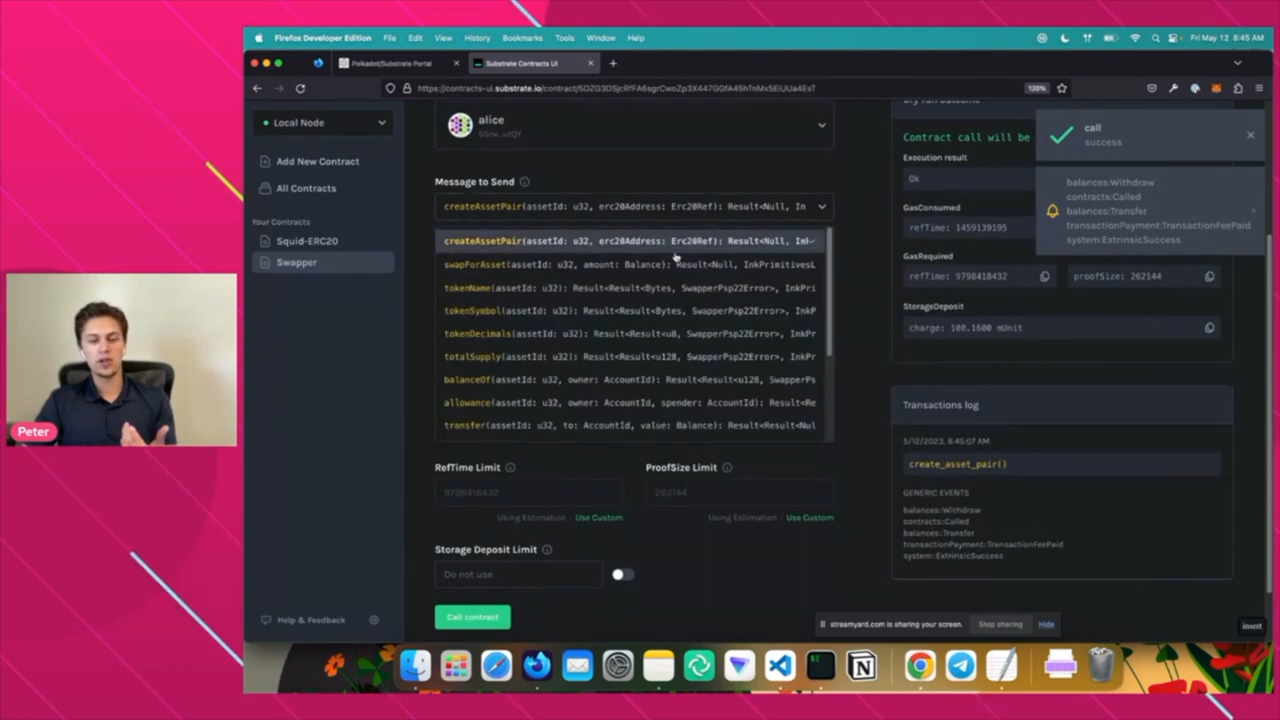 Firefox Developer Edition File Edit View History Bookmarks Tools Window Help Fri May 12 8:45 AM
Polkadot/Substrate Portal Substrate Contracts UI
120%
Local Node
Add New Contract
All Contracts
Your Contracts
Squid-ERC20
Swapper
Help & Feedback
alice
Message to Send
createAssetPair(assetId: u32, erc20Address: Erc20Ref): Result<Null, In
createAssetPair(assetId: u32, erc20Address: Erc20Ref): Result<Null, In
swapForAsset(assetId: u32, amount: Balance): Result<Null, InkPrimitivesL
tokenName(assetId: u32): Result<Result<Bytes, SwapperPsp22Error>, InkPri
tokenSymbol(assetId: u32): Result<Result<Bytes, SwapperPsp22Error>, InkP
tokenDecimals(assetId: u32): Result<Result<u8, SwapperPsp22Error>, InkPr
totalSupply(assetId: u32): Result<Result<u128, SwapperPsp22Error>, InkPr
balanceOf(assetId: u32, owner: AccountId): Result<Result<u128, SwapperPs
allowance(assetId: u32, owner: AccountId, spender: AccountId): Result<Re
transfer(assetId: u32, to: AccountId, value: Balance): Result<Result<Nul
RefTime Limit ProofSize Limit
9798418432 262144
Using Estimation · Use Custom Using Estimation · Use Custom
Storage Deposit Limit
Do not use
Call contract
Contract call will be
Execution result
Ok
GasConsumed
refTime: 1459139195
GasRequired
refTime: 9798418432 proofSize: 262144
StorageDeposit
charge: 100.1600 mUnit
call
success
balances:Withdraw
contracts:Called
balances:Transfer
transactionPayment:TransactionFeePaid
system:ExtrinsicSuccess
Transactions log
5/12/2023, 8:45:07 AM
create_asset_pair()
GENERIC EVENTS
balances::Withdraw
contracts::Called
balances::Transfer
transactionPayment::TransactionFeePaid
system::ExtrinsicSuccess
streamyard.com is sharing your screen. Stop sharing Hide
Peter